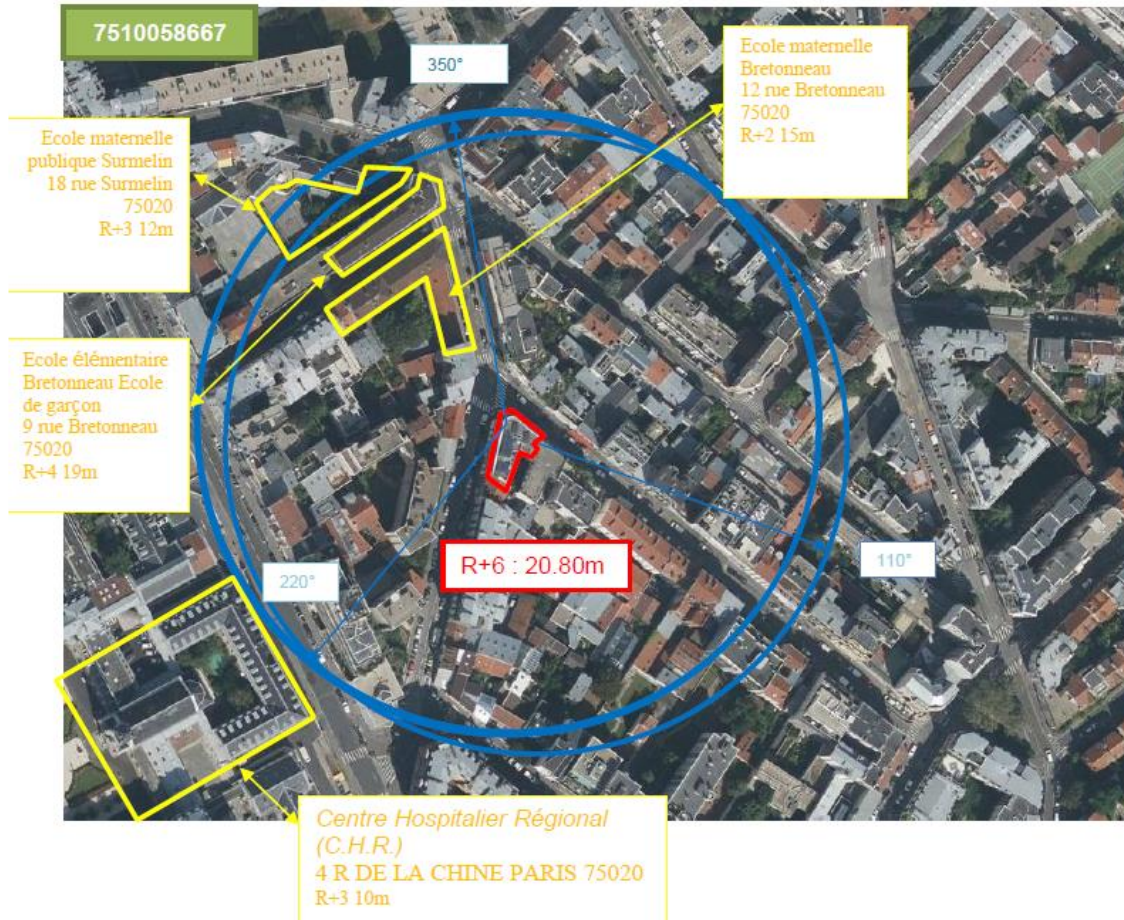 7510058667
350°
Ecole maternelle
Bretonneau
12 rue Bretonneau
75020
R+2 15m
Ecole maternelle
publique Surmelin
18 rue Surmelin
75020
R+3 12m
Ecole élémentaire
Bretonneau Ecole
de garçon
9 rue Bretonneau
75020
R+4 19m
R+6 : 20.80m
110°
220°
Centre Hospitalier Régional
(C.H.R.)
4 R DE LA CHINE PARIS 75020
R+3 10m